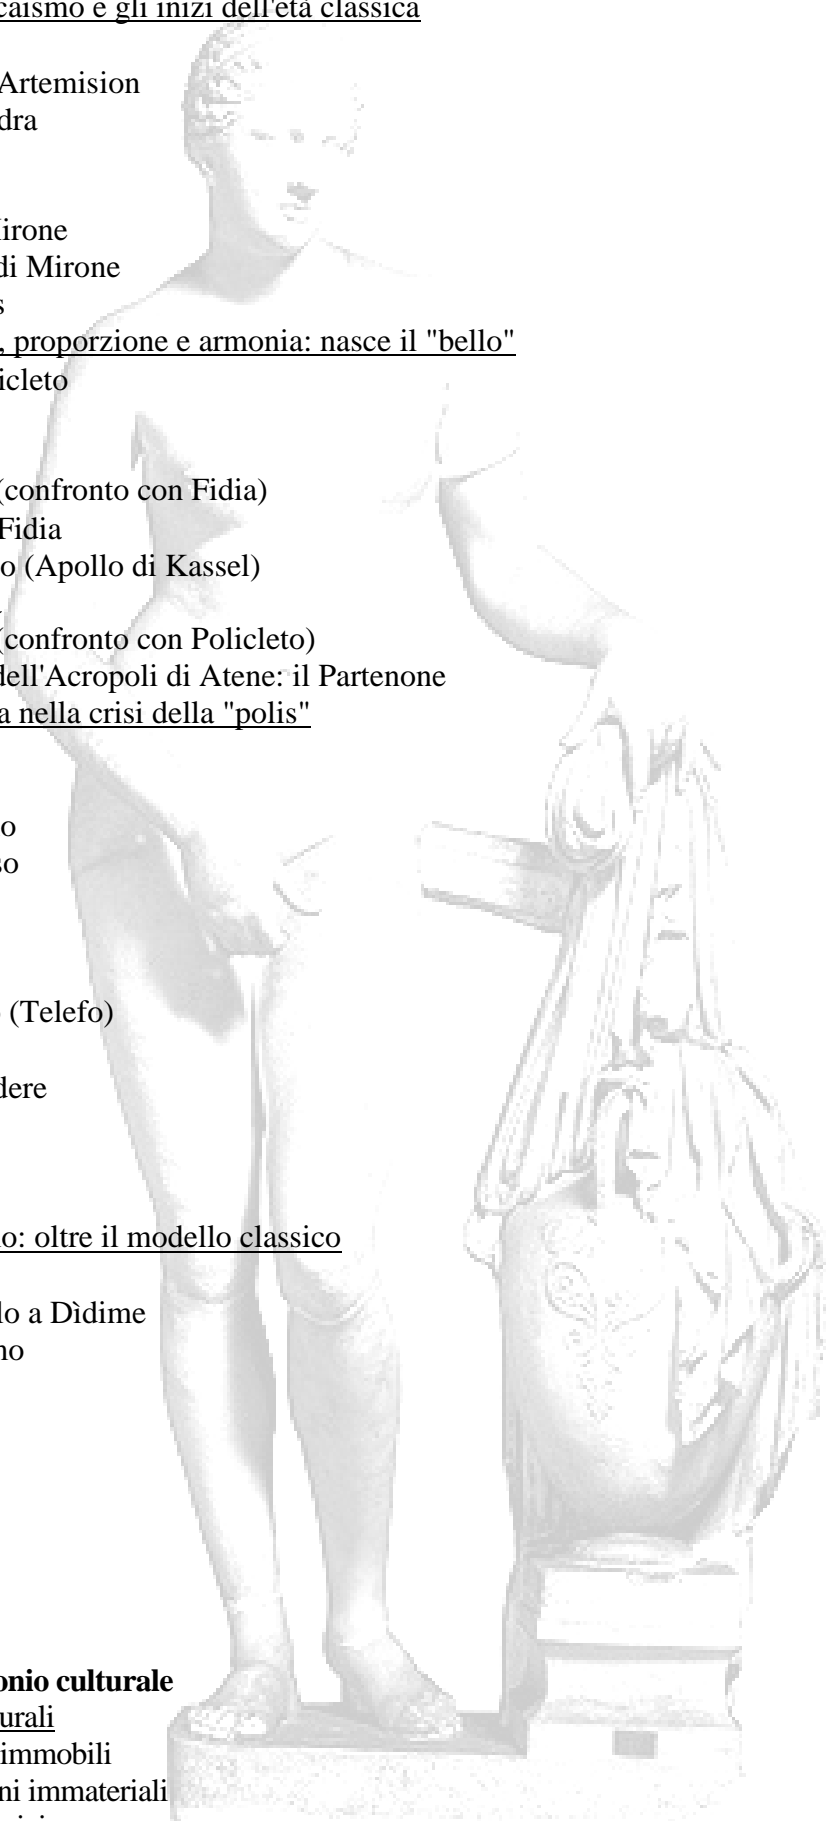 caismo e gli inizi dell'età classica
Artemision
dra
irone
di Mirone
s
, proporzione e armonia: nasce il "bello"
icleto
(confronto con Fidia)
Fidia
o (Apollo di Kassel)
(confronto con Policleto)
dell'Acropoli di Atene: il Partenone
a nella crisi della "polis"
o
so
(Telefo)
dere
o: oltre il modello classico
lo a Dìdime
no
onio culturale
urali
immobili
ni immateriali